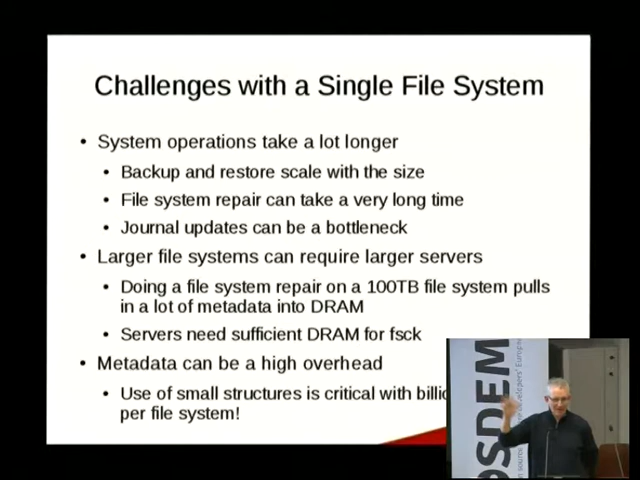 Challenges with a Single File System
• System operations take a lot longer
• Backup and restore scale with the size
• File system repair can take a very long time
• Journal updates can be a bottleneck
• Larger file systems can require larger servers
• Doing a file system repair on a 100TB file system pulls
in a lot of metadata into DRAM
• Servers need sufficient DRAM for fsck
• Metadata can be a high overhead
• Use of small structures is critical with
per file system!
OSDEM